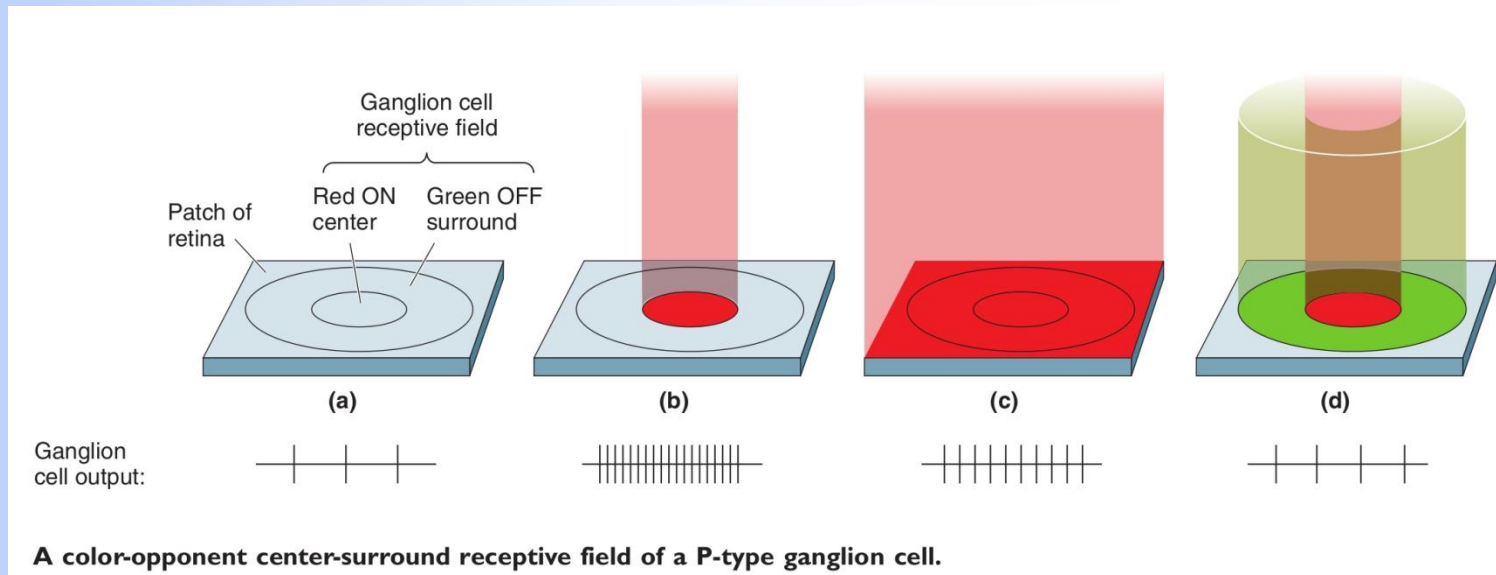 Ganglion cell
receptive field
Red ON
center
Green OFF
surround
Patch of
retina
(a)
(b)
(c)
(d)
Ganglion
cell output:
A color-opponent center-surround receptive field of a P-type ganglion cell.